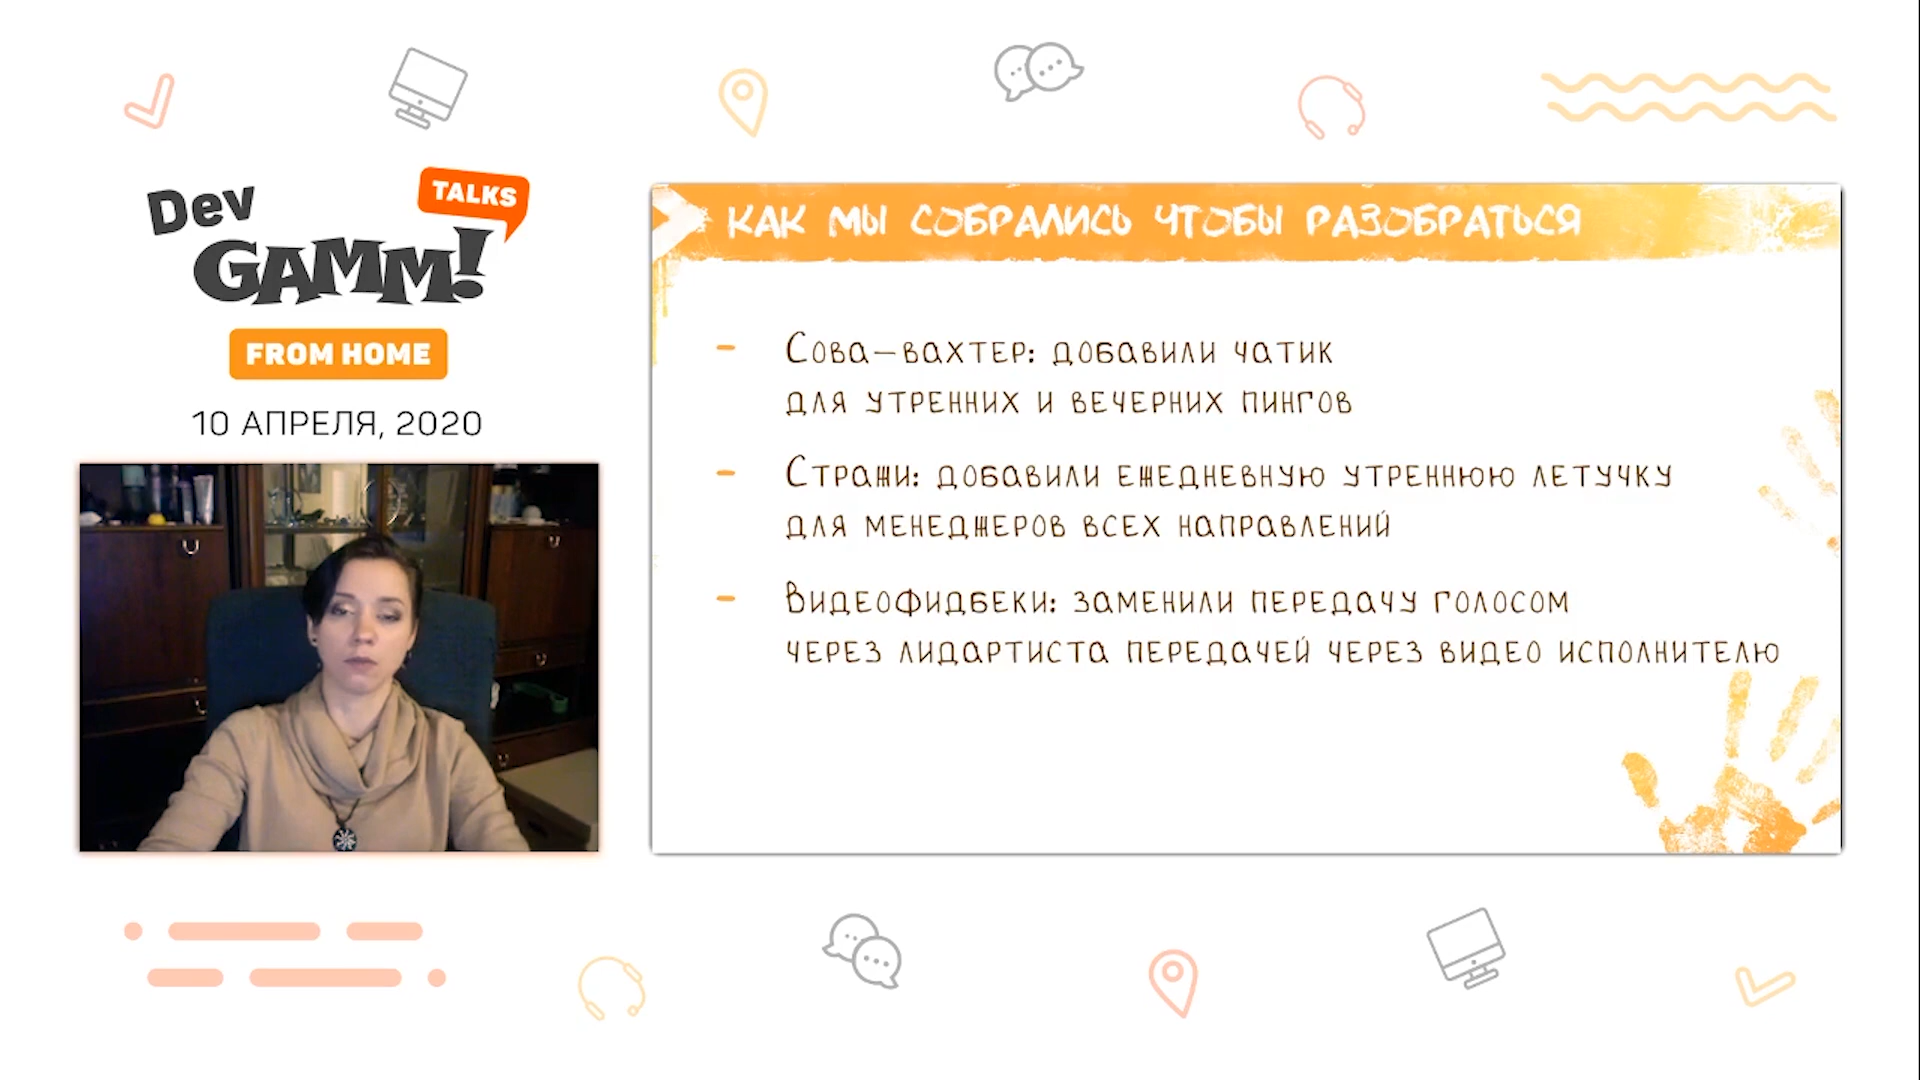 Dev
GAMM!
TALKS
FROM HOME
10 АПРЕЛЯ, 2020
КАК МЫ СОБРАЛИСЬ ЧТОБЫ РАЗОБРАТЬСЯ
- Сова–вахтер: добавили чатик
для утренних и вечерних пингов
- Стражи: добавили ежедневную утреннюю летучку
для менеджеров всех направлений
- Видеофидбеки: заменили передачу голосом
через лидартиста передачей через видео исполнителю